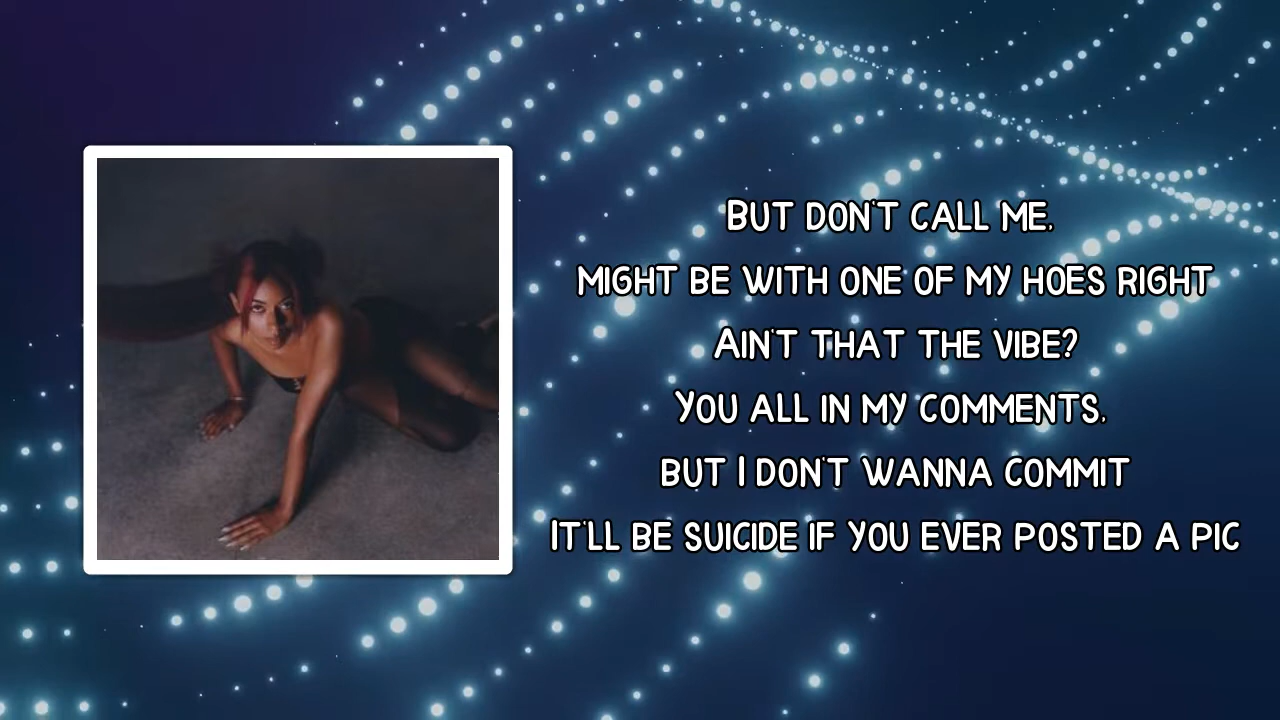 BUT DON'T CALL ME,
MIGHT BE WITH ONE OF MY HOES RIGHT
AIN'T THAT THE VIBE?
YOU ALL IN MY COMMENTS,
BUT I DON'T WANNA COMMIT
IT'LL BE SUICIDE IF YOU EVER POSTED A PIC